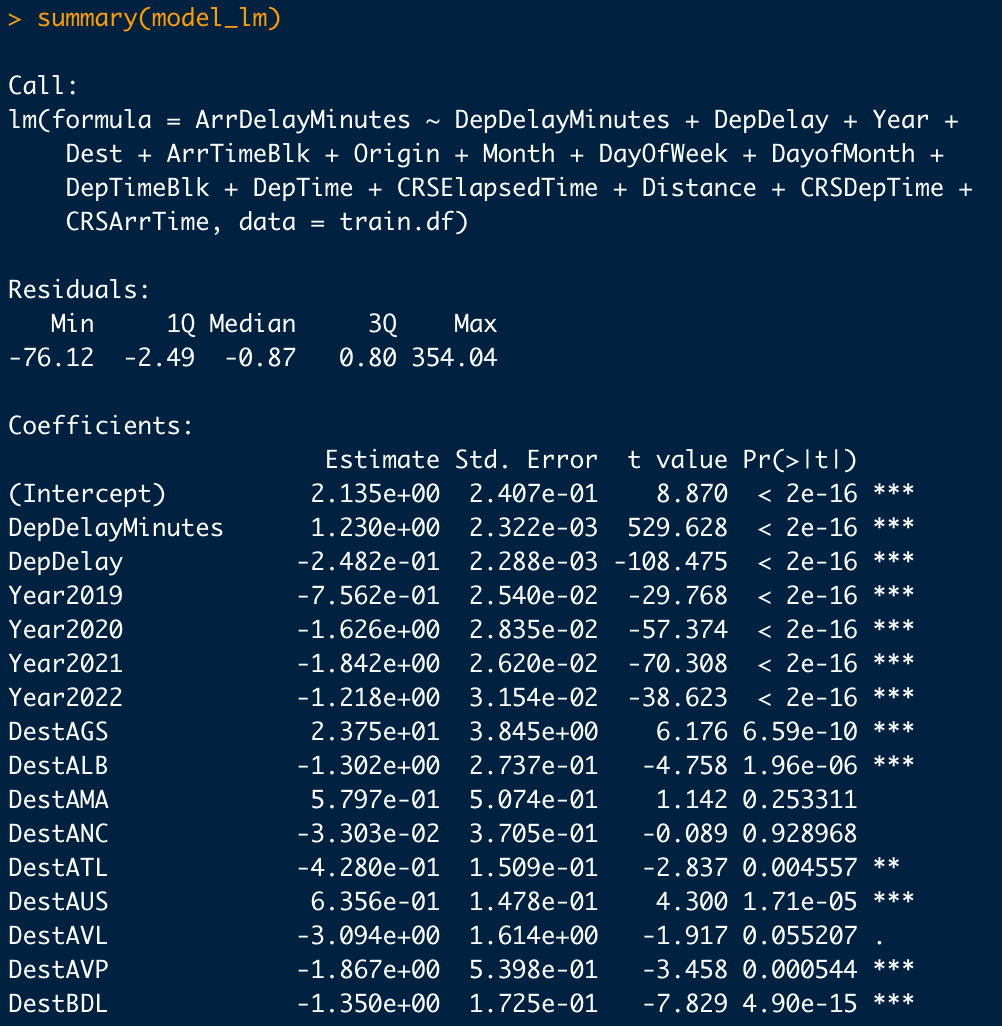 > summary(model_lm)

Call:
lm(formula = ArrDelayMinutes ~ DepDelayMinutes + DepDelay + Year +
    Dest + ArrTimeBlk + Origin + Month + DayOfWeek + DayofMonth +
    DepTimeBlk + DepTime + CRSElapsedTime + Distance + CRSDepTime +
    CRSArrTime, data = train.df)

Residuals:
   Min     1Q Median     3Q    Max
-76.12  -2.49  -0.87   0.80 354.04

Coefficients:
                      Estimate Std. Error  t value Pr(>|t|)
(Intercept)          2.135e+00  2.407e-01    8.870  < 2e-16 ***
DepDelayMinutes      1.230e+00  2.322e-03  529.628  < 2e-16 ***
DepDelay            -2.482e-01  2.288e-03 -108.475  < 2e-16 ***
Year2019            -7.562e-01  2.540e-02  -29.768  < 2e-16 ***
Year2020            -1.626e+00  2.835e-02  -57.374  < 2e-16 ***
Year2021            -1.842e+00  2.620e-02  -70.308  < 2e-16 ***
Year2022            -1.218e+00  3.154e-02  -38.623  < 2e-16 ***
DestAGS              2.375e+01  3.845e+00    6.176 6.59e-10 ***
DestALB             -1.302e+00  2.737e-01   -4.758 1.96e-06 ***
DestAMA              5.797e-01  5.074e-01    1.142 0.253311
DestANC             -3.303e-02  3.705e-01   -0.089 0.928968
DestATL             -4.280e-01  1.509e-01   -2.837 0.004557 **
DestAUS              6.356e-01  1.478e-01    4.300 1.71e-05 ***
DestAVL             -3.094e+00  1.614e+00   -1.917 0.055207 .
DestAVP             -1.867e+00  5.398e-01   -3.458 0.000544 ***
DestBDL             -1.350e+00  1.725e-01   -7.829 4.90e-15 ***